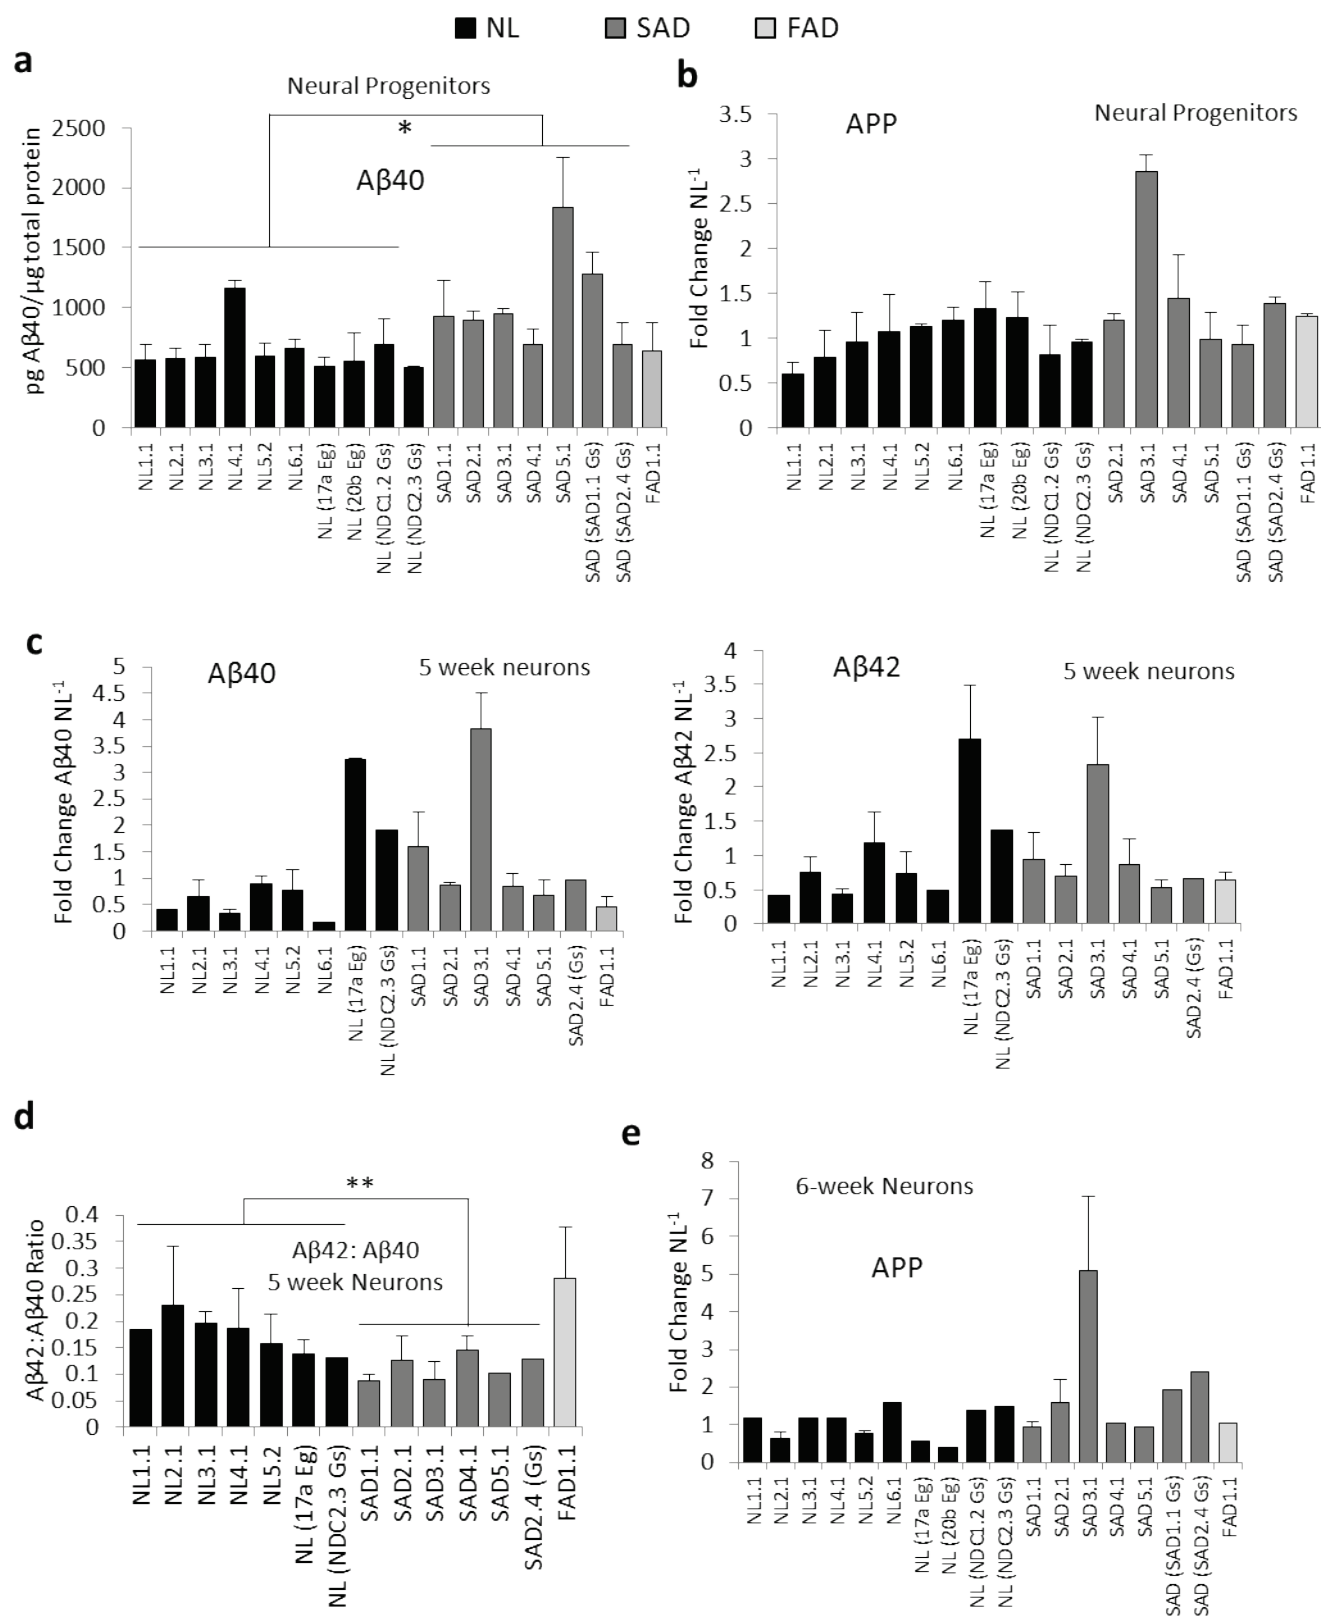 NL SAD FAD
a
Neural Progenitors
*
Aβ40
pg Aβ40/µg total protein
2500
2000
1500
1000
500
0
NL1.1
NL2.1
NL3.1
NL4.1
NL5.2
NL6.1
NL (17a Eg)
NL (20b Eg)
NL (NDC1.2 Gs)
NL (NDC2.3 Gs)
SAD1.1
SAD2.1
SAD3.1
SAD4.1
SAD5.1
SAD (SAD1.1 Gs)
SAD (SAD2.4 Gs)
FAD1.1
b
APP
Neural Progenitors
Fold Change NL-1
3.5
3
2.5
2
1.5
1
0.5
0
NL1.1
NL2.1
NL3.1
NL4.1
NL5.2
NL6.1
NL (17a Eg)
NL (20b Eg)
NL (NDC1.2 Gs)
NL (NDC2.3 Gs)
SAD2.1
SAD3.1
SAD4.1
SAD5.1
SAD (SAD1.1 Gs)
SAD (SAD2.4 Gs)
FAD1.1
c
Aβ40
5 week neurons
Fold Change Aβ40 NL-1
5
4.5
4
3.5
3
2.5
2
1.5
1
0.5
0
NL1.1
NL2.1
NL3.1
NL4.1
NL5.2
NL6.1
NL (17a Eg)
NL (NDC2.3 Gs)
SAD1.1
SAD2.1
SAD3.1
SAD4.1
SAD5.1
SAD2.4 (Gs)
FAD1.1
Aβ42
5 week neurons
Fold Change Aβ42 NL-1
4
3.5
3
2.5
2
1.5
1
0.5
0
NL1.1
NL2.1
NL3.1
NL4.1
NL5.2
NL6.1
NL (17a Eg)
NL (NDC2.3 Gs)
SAD1.1
SAD2.1
SAD3.1
SAD4.1
SAD5.1
SAD2.4 (Gs)
FAD1.1
d
**
Aβ42: Aβ40
5 week Neurons
Aβ42:Aβ40 Ratio
0.4
0.35
0.3
0.25
0.2
0.15
0.1
0.05
0
NL1.1
NL2.1
NL3.1
NL4.1
NL5.2
NL (17a Eg)
NL (NDC2.3 Gs)
SAD1.1
SAD2.1
SAD3.1
SAD4.1
SAD5.1
SAD2.4 (Gs)
FAD1.1
e
6-week Neurons
APP
Fold Change NL-1
8
7
6
5
4
3
2
1
0
NL1.1
NL2.1
NL3.1
NL4.1
NL5.2
NL6.1
NL (17a Eg)
NL (20b Eg)
NL (NDC1.2 Gs)
NL (NDC2.3 Gs)
SAD1.1
SAD2.1
SAD3.1
SAD4.1
SAD5.1
SAD (SAD1.1 Gs)
SAD (SAD2.4 Gs)
FAD1.1